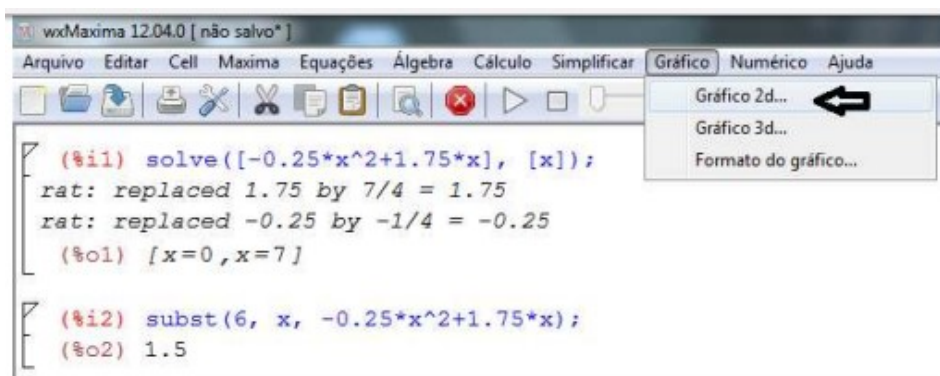 wxMaxima 12.04.0 [ não salvo* ]
Arquivo Editar Cell Maxima Equações Álgebra Cálculo Simplificar Gráfico Numérico Ajuda
Gráfico 2d...
Gráfico 3d...
Formato do gráfico...
(%i1) solve([-0.25*x^2+1.75*x], [x]);
rat: replaced 1.75 by 7/4 = 1.75
rat: replaced -0.25 by -1/4 = -0.25
(%o1) [x=0,x=7]
(%i2) subst(6, x, -0.25*x^2+1.75*x);
(%o2) 1.5